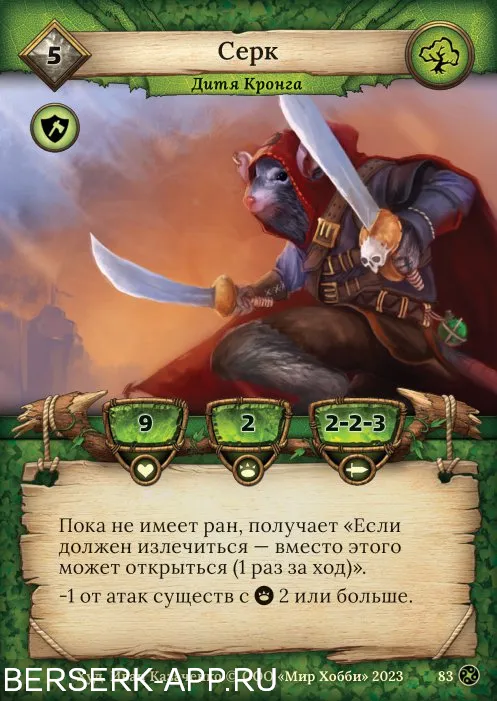 5
Серк
Дитя Кронга
9
2
2-2-3
Пока не имеет ран, получает «Если
должен излечиться — вместо этого
может открыться (1 раз за ход)».
-1 от атак существ с 2 или больше.
© ООО «Мир Хобби» 2023
83
BERSERK-APP.РУ